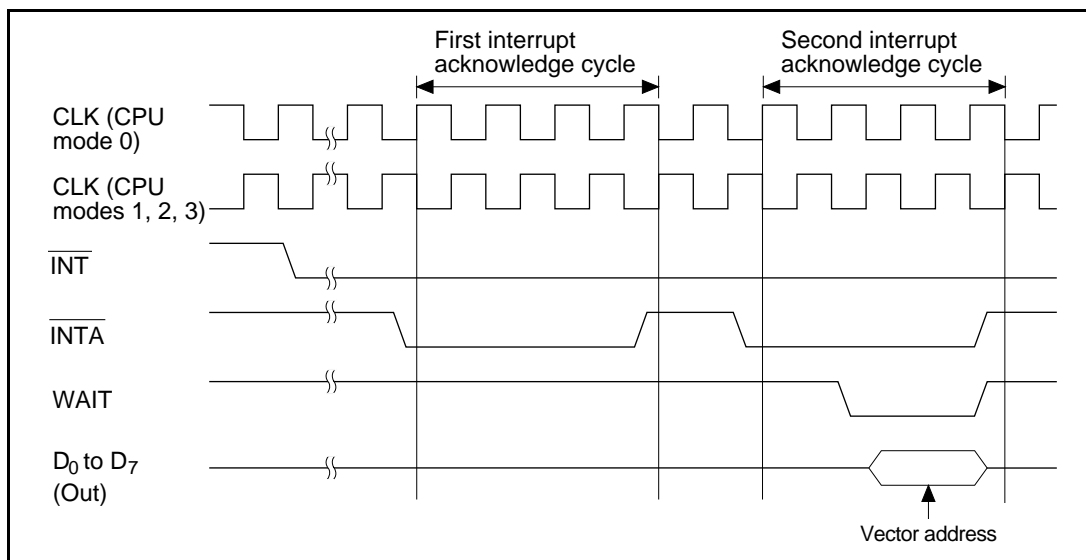 First interrupt
acknowledge cycle
Second interrupt
acknowledge cycle
CLK (CPU
mode 0)
CLK (CPU
modes 1, 2, 3)
INT
INTA
WAIT
D0 to D7
(Out)
Vector address